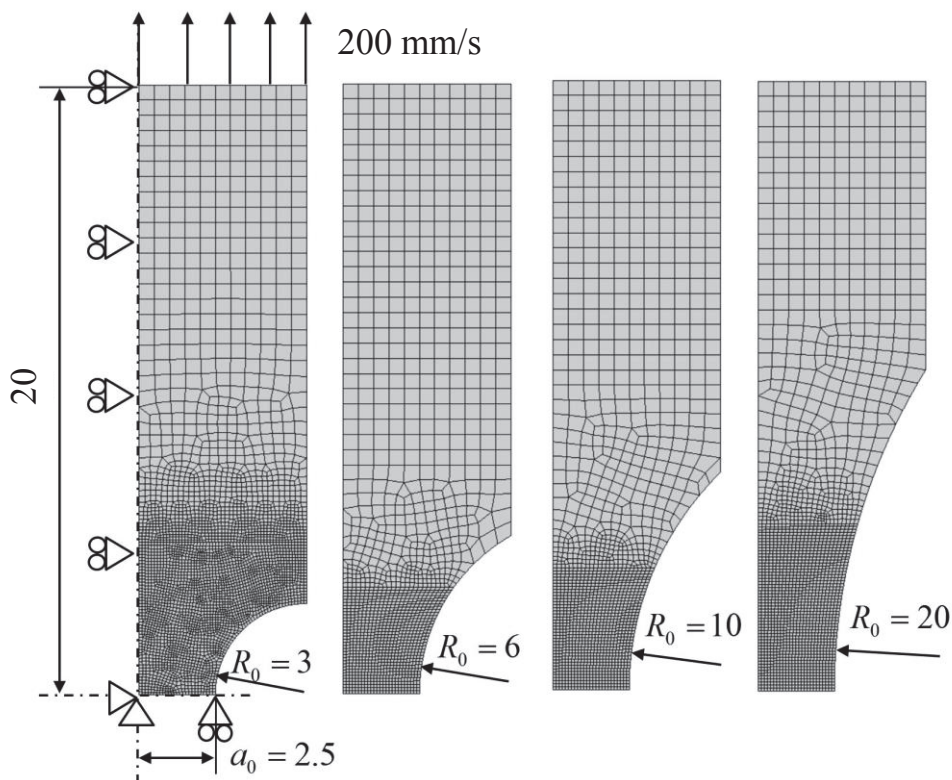 200 mm/s
20
R₀ = 3
R₀ = 6
R₀ = 10
R₀ = 20
a₀ = 2.5